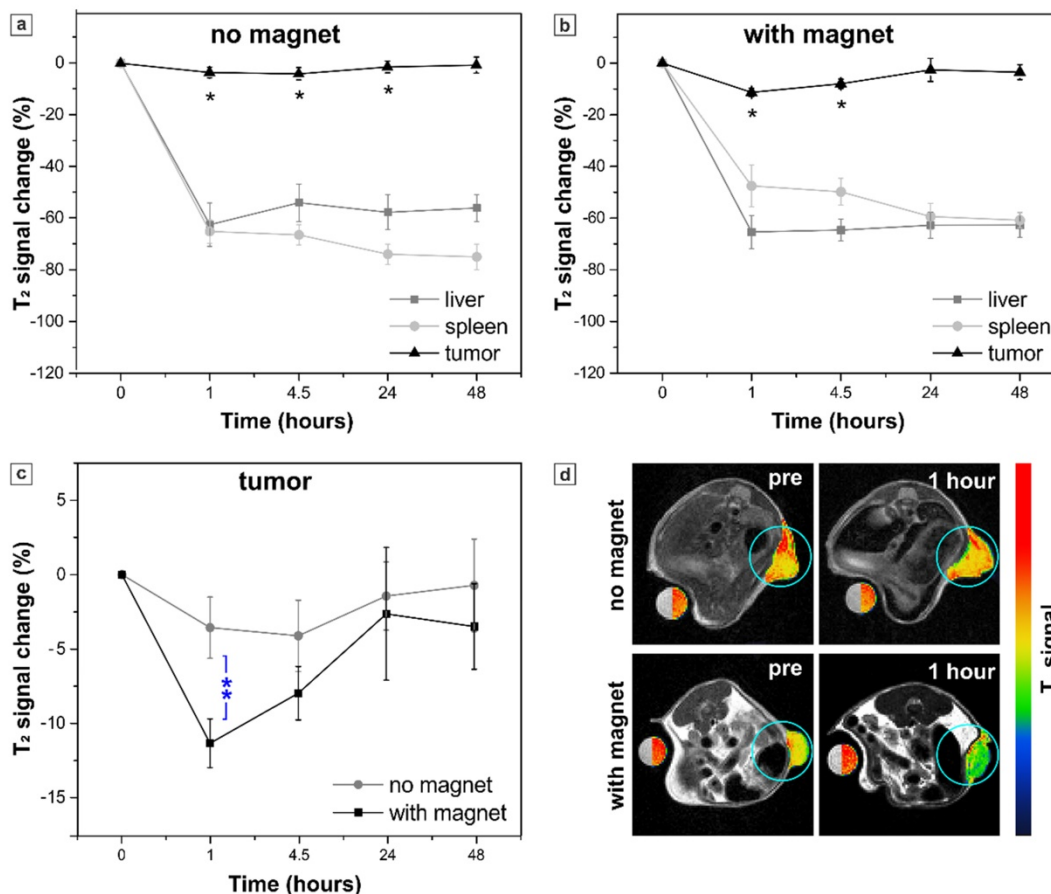 a
no magnet
T₂ signal change (%)
0
-20
-40
-60
-80
-100
-120
*
*
*
liver
spleen
tumor
0
1
4.5
24
48
Time (hours)
b
with magnet
T₂ signal change (%)
0
-20
-40
-60
-80
-100
-120
*
*
liver
spleen
tumor
0
1
4.5
24
48
Time (hours)
c
tumor
T₂ signal change (%)
5
0
-5
-10
-15
**
no magnet
with magnet
0
1
4.5
24
48
Time (hours)
d
no magnet
pre
1 hour
with magnet
pre
1 hour
signal